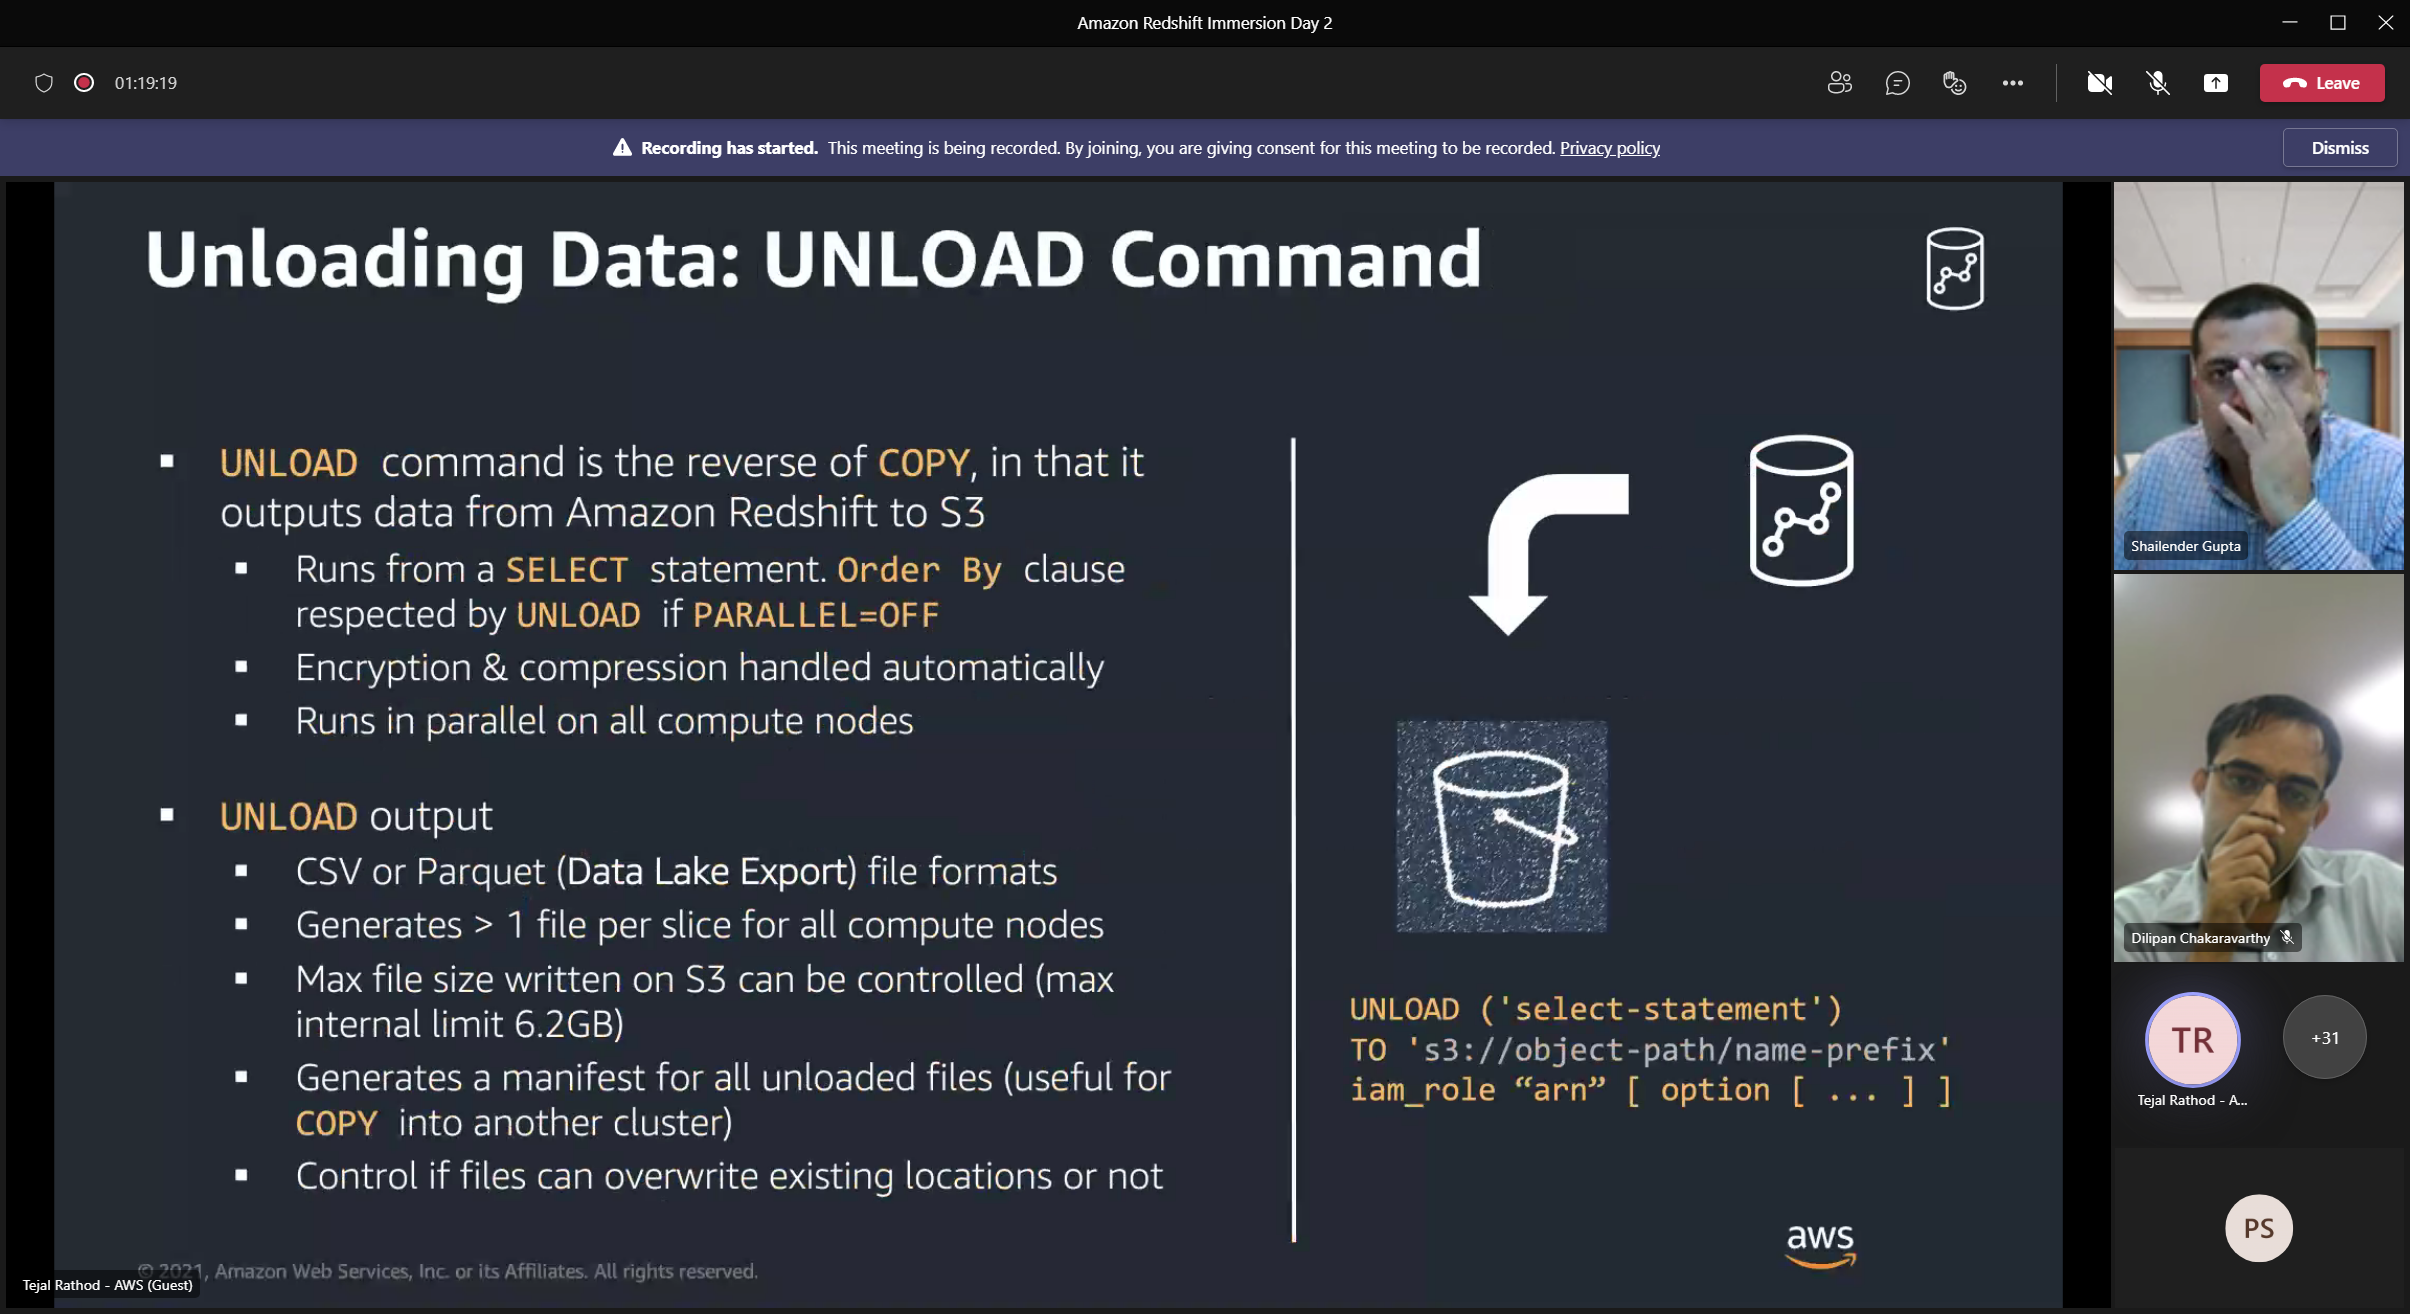 Amazon Redshift Immersion Day 2
01:19:19
Leave
Recording has started. This meeting is being recorded. By joining, you are giving consent for this meeting to be recorded. Privacy policy
Dismiss
Unloading Data: UNLOAD Command
UNLOAD command is the reverse of COPY, in that it
outputs data from Amazon Redshift to S3
Runs from a SELECT statement. Order By clause
respected by UNLOAD if PARALLEL=OFF
Encryption & compression handled automatically
Runs in parallel on all compute nodes
UNLOAD output
CSV or Parquet (Data Lake Export) file formats
Generates > 1 file per slice for all compute nodes
Max file size written on S3 can be controlled (max
internal limit 6.2GB)
Generates a manifest for all unloaded files (useful for
COPY into another cluster)
Control if files can overwrite existing locations or not
UNLOAD ('select-statement')
TO 's3://object-path/name-prefix'
iam_role “arn” [ option [ ... ] ]
aws
© 2021, Amazon Web Services, Inc. or its Affiliates. All rights reserved.
Tejal Rathod - AWS (Guest)
Shailender Gupta
Dilipan Chakaravarthy
TR
+31
Tejal Rathod - A...
PS